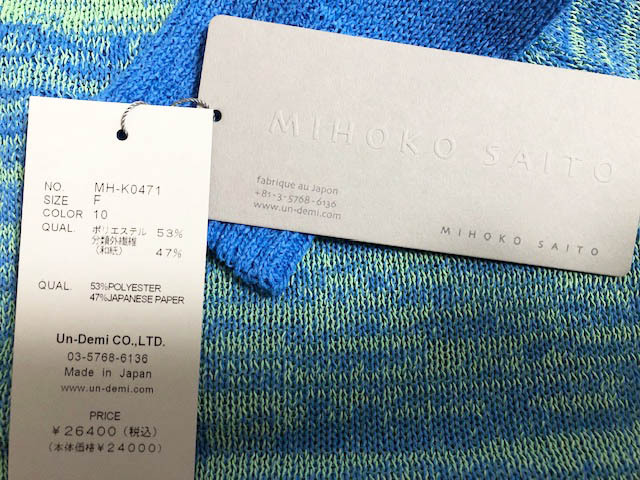 MIHOKO SAITO
fabrique au Japon
+81-3-5768-6136
www.un-demi.com
MIHOKO SAITO
NO. MH-K0471
SIZE F
COLOR 10
QUAL. ポリエステル 53%
分類外繊維
(和紙) 47%
QUAL. 53%POLYESTER
47%JAPANESE PAPER
Un-Demi CO.,LTD.
03-5768-6136
Made in Japan
www.un-demi.com
PRICE
￥26400(税込)
(本体価格￥24000)